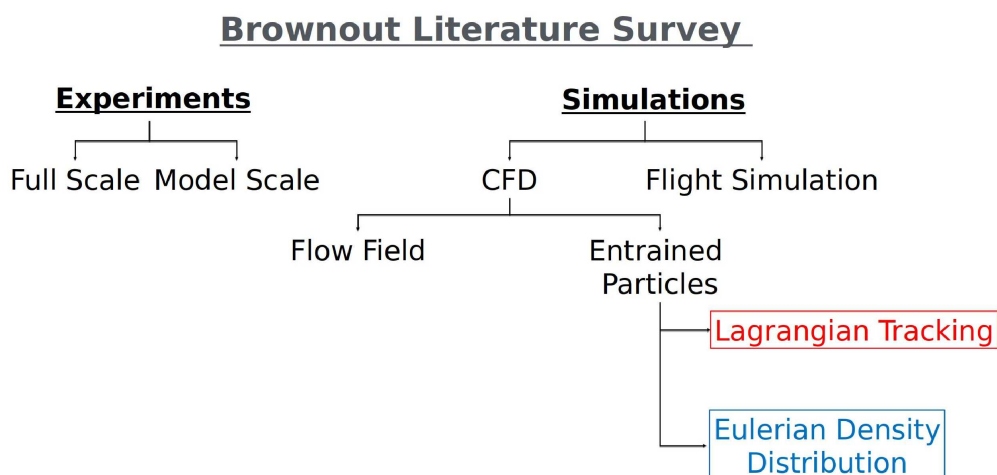 Brownout Literature Survey
Experiments
Simulations
Full Scale
Model Scale
CFD
Flight Simulation
Flow Field
Entrained
Particles
Lagrangian Tracking
Eulerian Density
Distribution